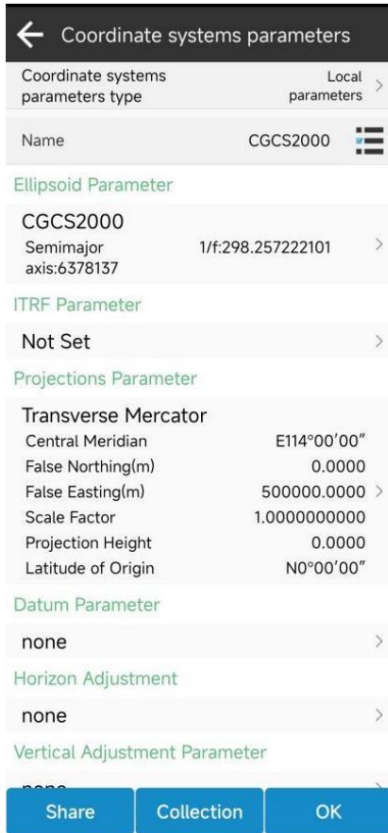 Coordinate systems parameters
Coordinate systems parameters type Local parameters
Name CGCS2000
Ellipsoid Parameter
CGCS2000
Semimajor axis:6378137 1/f:298.257222101
ITRF Parameter
Not Set
Projections Parameter
Transverse Mercator
Central Meridian E114°00′00″
False Northing(m) 0.0000
False Easting(m) 500000.0000
Scale Factor 1.0000000000
Projection Height 0.0000
Latitude of Origin N0°00′00″
Datum Parameter
none
Horizon Adjustment
none
Vertical Adjustment Parameter
Share Collection OK